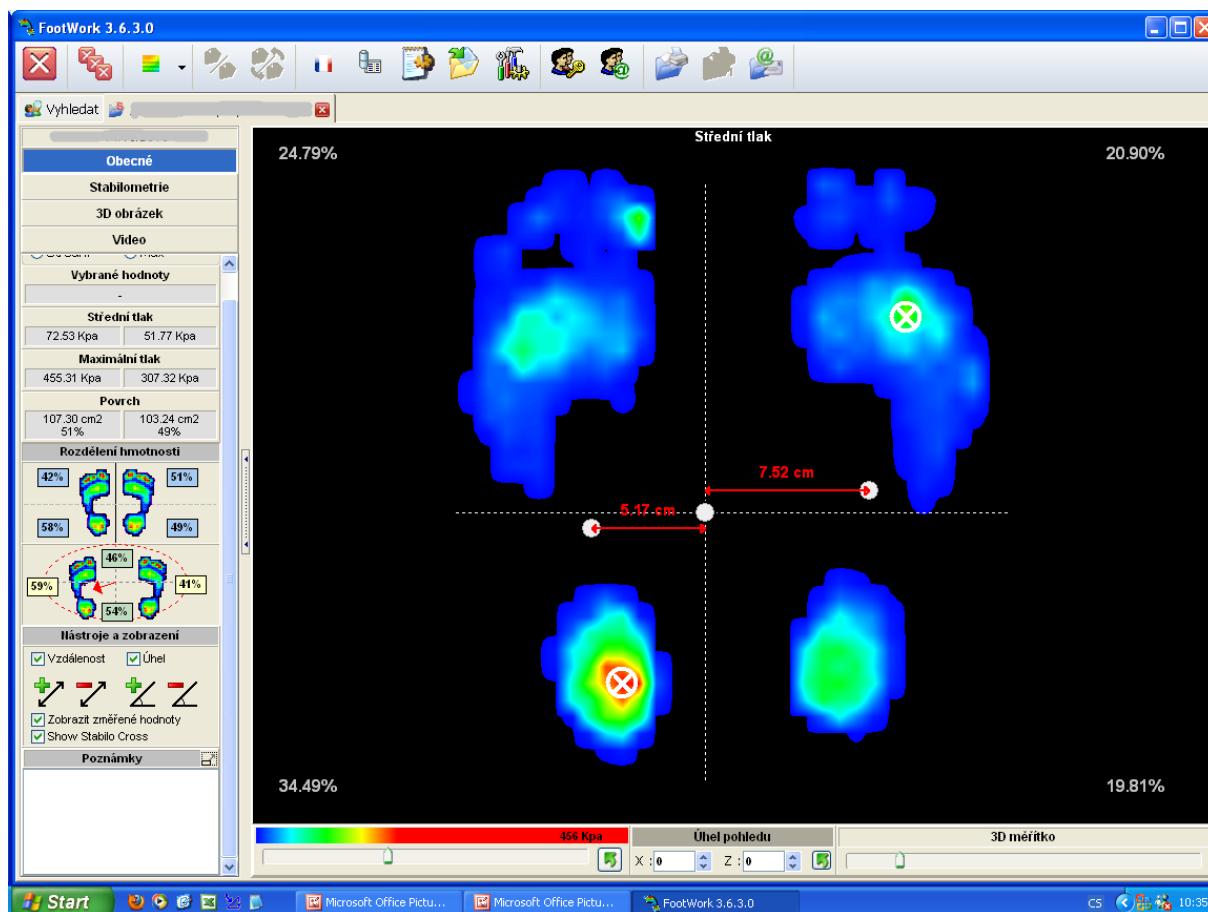 FootWork 3.6.3.0
Vyhledat
Obecné
Stabilometrie
3D obrázek
Video
Vybrané hodnoty
-
Střední tlak
72.53 Kpa 51.77 Kpa
Maximální tlak
455.31 Kpa 307.32 Kpa
Povrch
107.30 cm2 103.24 cm2
51% 49%
Rozdělení hmotnosti
42% 51%
58% 49%
46%
59% 41%
54%
Nástroje a zobrazení
Vzdálenost Úhel
Zobrazit změřené hodnoty
Show Stabilo Cross
Poznámky
Střední tlak
24.79% 20.90%
7.52 cm
5.17 cm
34.49% 19.81%
456 Kpa
Úhel pohledu
X : 0 Z : 0
3D měřítko
Start
Microsoft Office Pictu...
Microsoft Office Pictu...
FootWork 3.6.3.0
CS
10:35